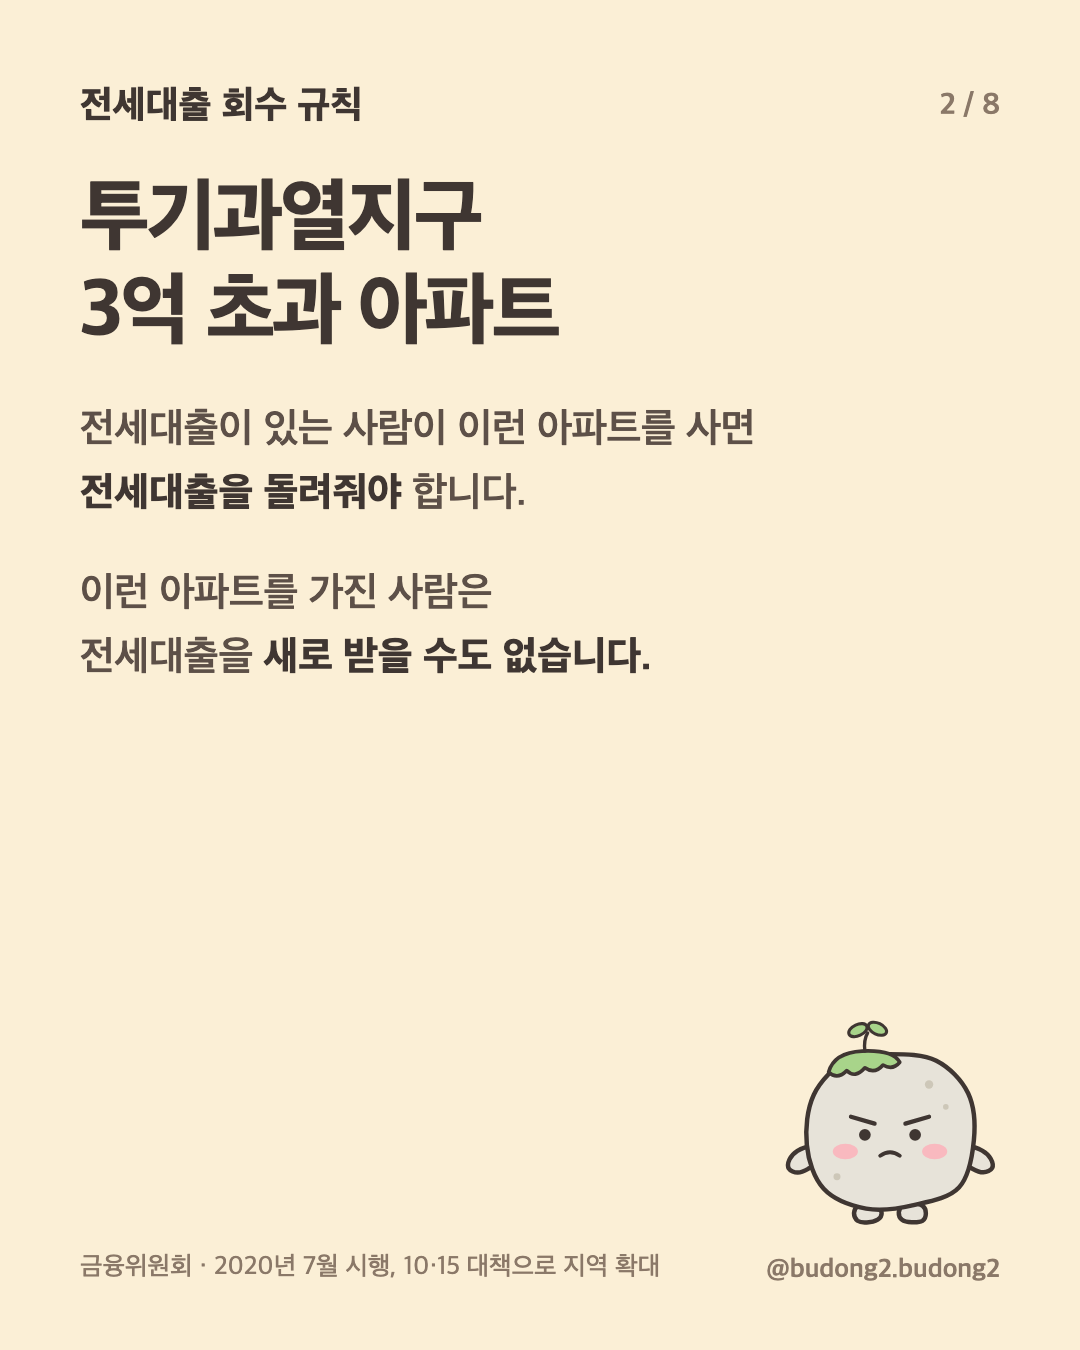 전세대출 회수 규칙
2 / 8
투기과열지구
3억 초과 아파트
전세대출이 있는 사람이 이런 아파트를 사면
전세대출을 돌려줘야 합니다.
이런 아파트를 가진 사람은
전세대출을 새로 받을 수도 없습니다.
금융위원회 · 2020년 7월 시행, 10·15 대책으로 지역 확대
@budong2.budong2